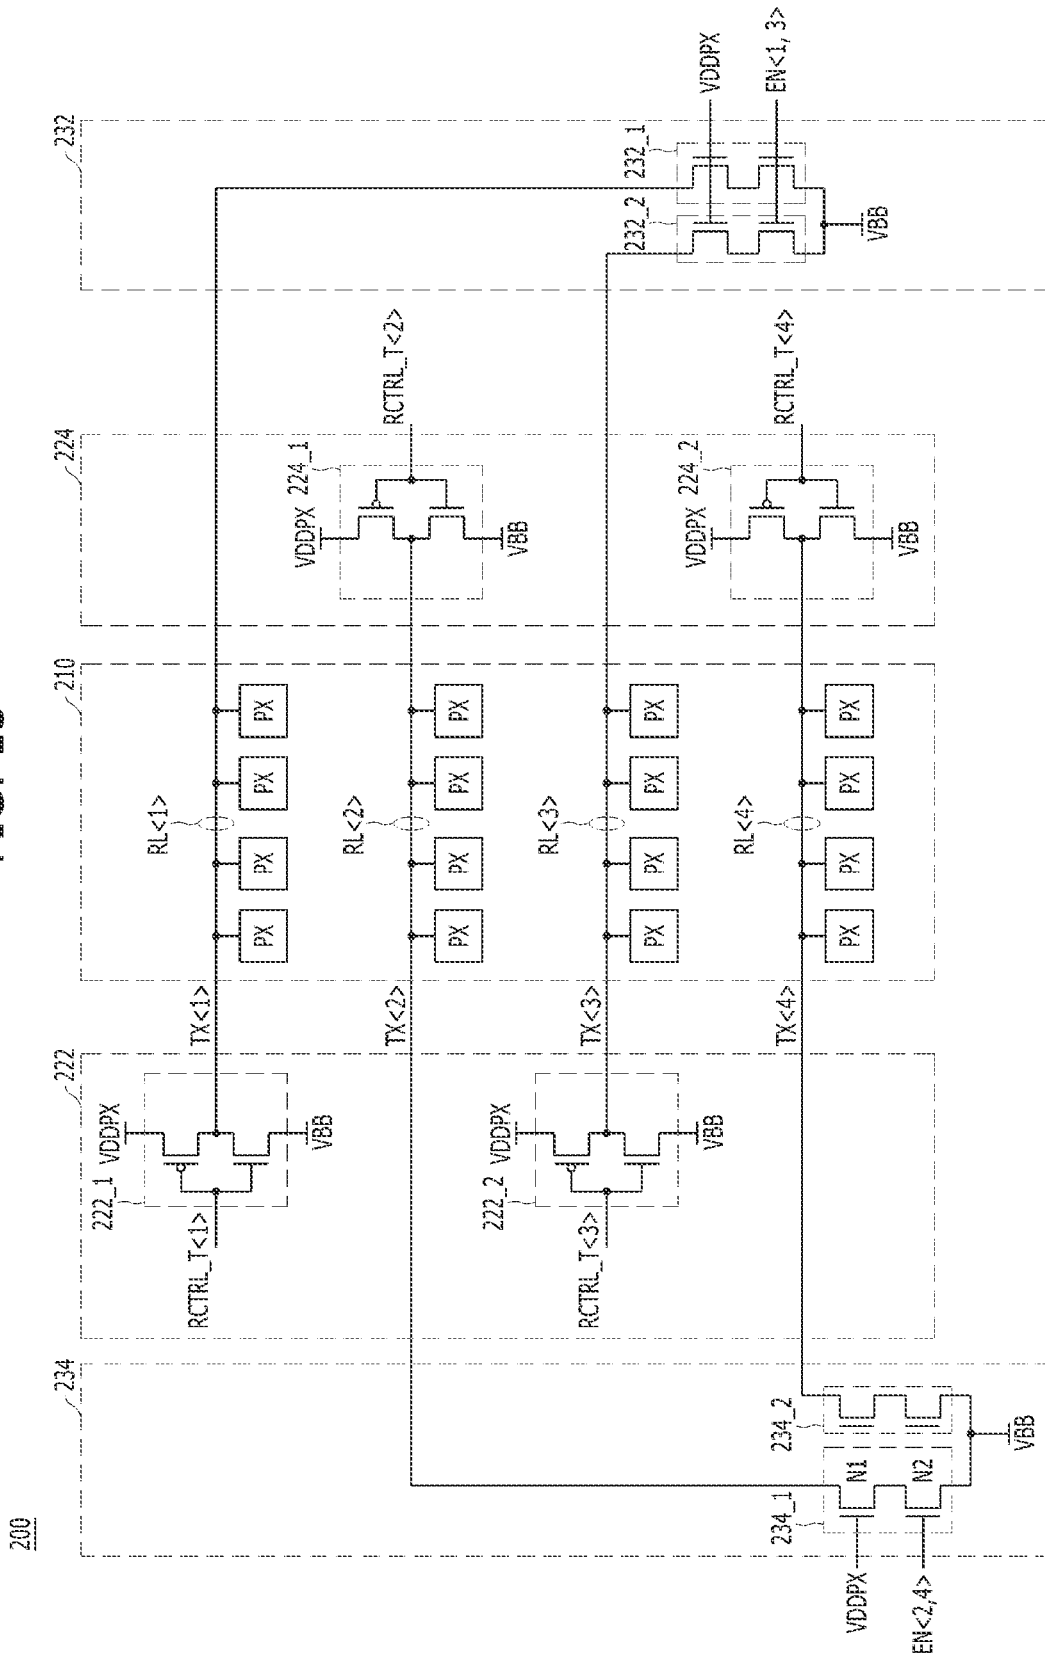 200
234
222
210
224
232
VDDPX
222_1
RCTRL_T<1>
VBB
TX<1>
RL<1>
PX PX PX PX
TX<2>
RL<2>
PX PX PX PX
VDDPX
224_1
RCTRL_T<2>
VBB
VDDPX
222_2
RCTRL_T<3>
VBB
TX<3>
RL<3>
PX PX PX PX
TX<4>
RL<4>
PX PX PX PX
VDDPX
224_2
RCTRL_T<4>
VBB
232_2
232_1
VDDPX
EN<1,3>
VBB
234_1
234_2
VDDPX
N1
EN<2,4>
N2
VBB